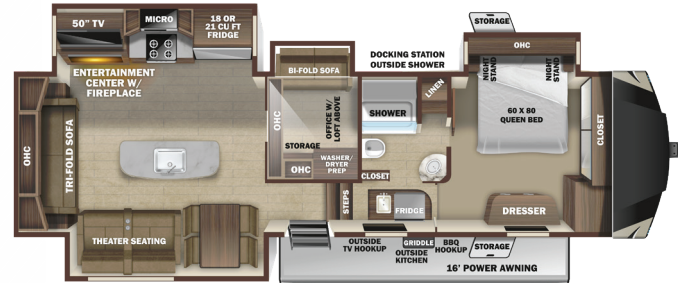 50" TV
MICRO
18 OR
21 CU FT
FRIDGE
STORAGE
OHC
DOCKING STATION
OUTSIDE SHOWER
ENTERTAINMENT
CENTER W/
FIREPLACE
BI-FOLD SOFA
NIGHT
STAND
NIGHT
STAND
LINEN
OHC
TRI-FOLD SOFA
OHC
OFFICE W/
LOFT ABOVE
SHOWER
60 X 80
QUEEN BED
CLOSET
STORAGE
WASHER/
DRYER
PREP
OHC
CLOSET
STEPS
FRIDGE
DRESSER
THEATER SEATING
OUTSIDE
TV HOOKUP
GRIDDLE
OUTSIDE
KITCHEN
BBQ
HOOKUP
STORAGE
16' POWER AWNING